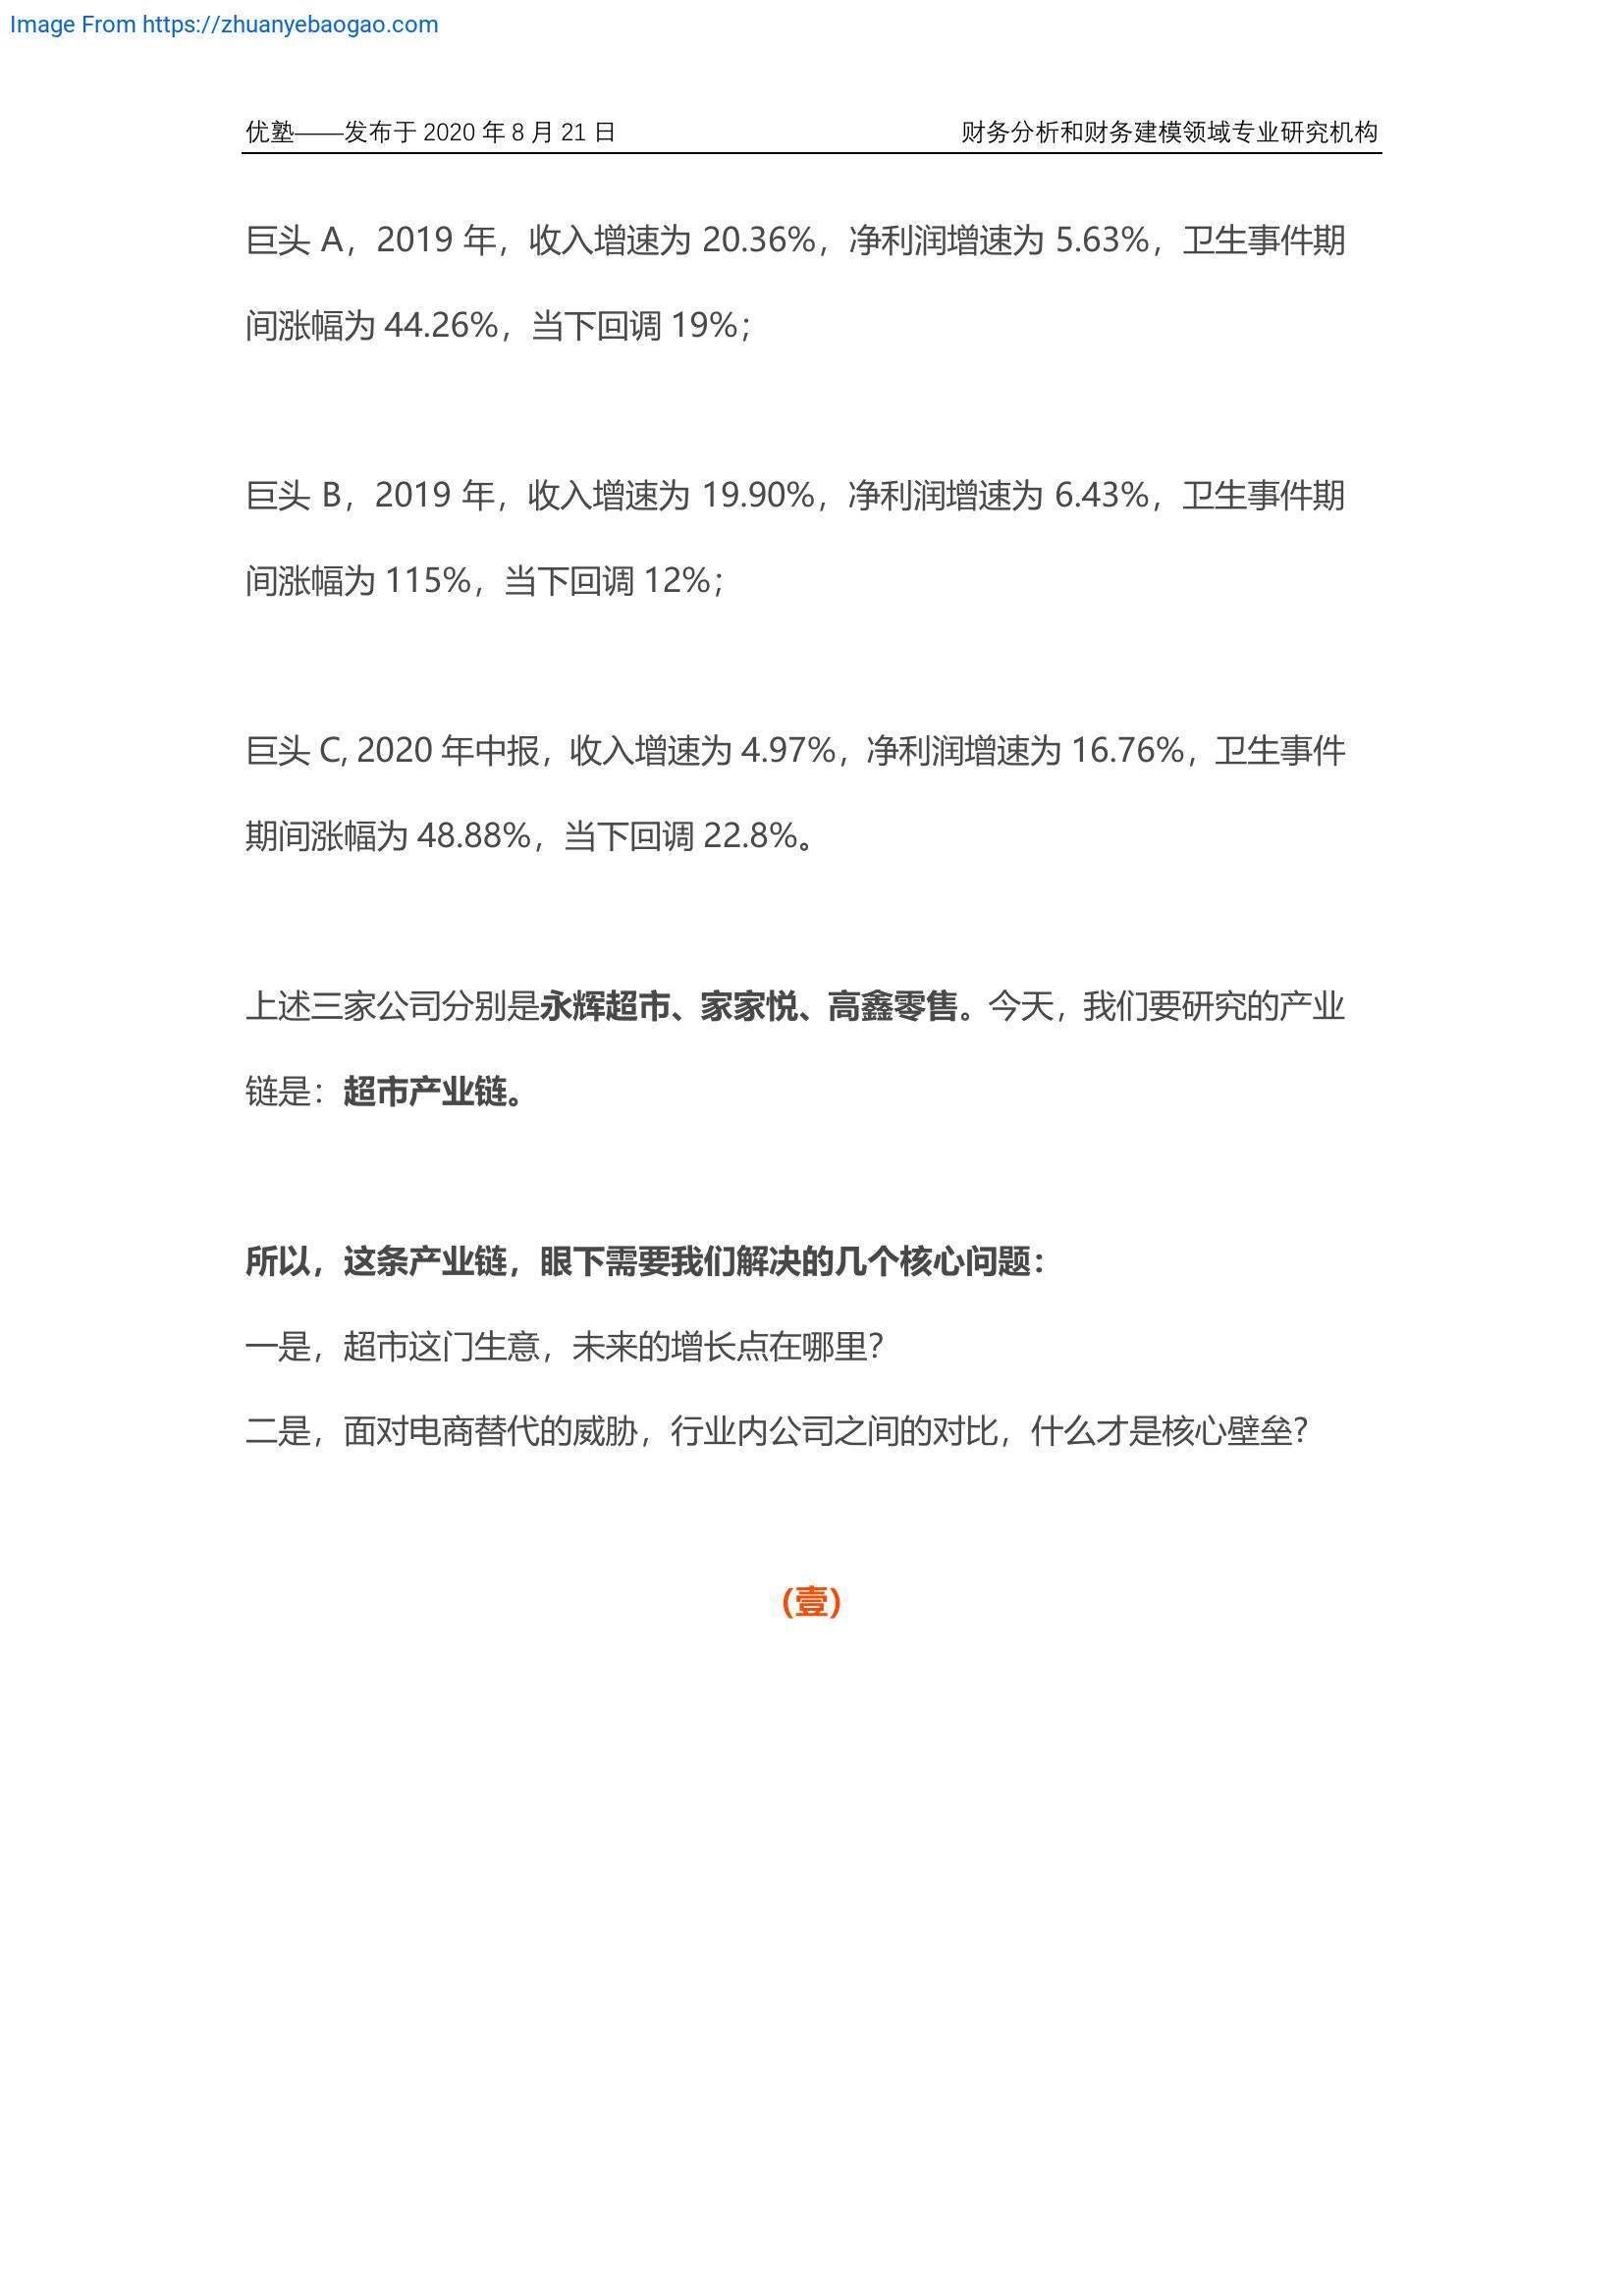 Image From https://zhuanyebaogao.com
优塾——发布于 2020 年 8 月 21 日 财务分析和财务建模领域专业研究机构
巨头 A，2019 年，收入增速为 20.36%，净利润增速为 5.63%，卫生事件期
间涨幅为 44.26%，当下回调 19%；
巨头 B，2019 年，收入增速为 19.90%，净利润增速为 6.43%，卫生事件期
间涨幅为 115%，当下回调 12%；
巨头 C, 2020 年中报，收入增速为 4.97%，净利润增速为 16.76%，卫生事件
期间涨幅为 48.88%，当下回调 22.8%。
上述三家公司分别是永辉超市、家家悦、高鑫零售。今天，我们要研究的产业
链是：超市产业链。
所以，这条产业链，眼下需要我们解决的几个核心问题：
一是，超市这门生意，未来的增长点在哪里？
二是，面对电商替代的威胁，行业内公司之间的对比，什么才是核心壁垒？
（壹）